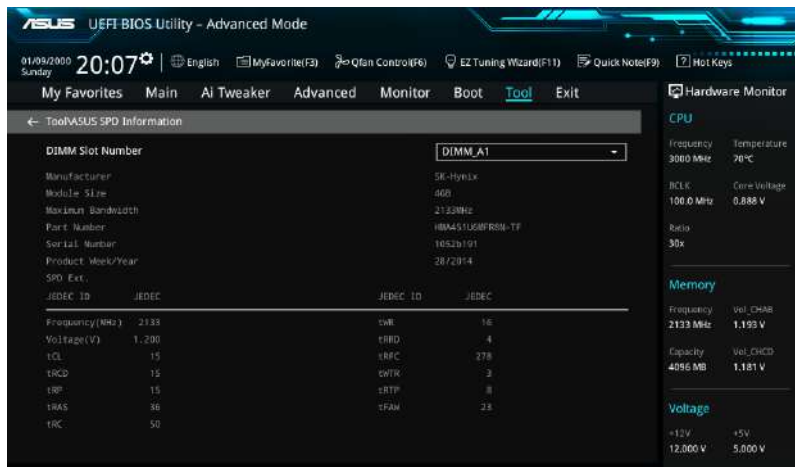 ASUS UEFI BIOS Utility – Advanced Mode
01/09/2000 Sunday 20:07 English MyFavorite(F3) Qfan Control(F6) EZ Tuning Wizard(F11) Quick Note(F9) ? Hot Keys
My Favorites Main Ai Tweaker Advanced Monitor Boot Tool Exit
← Tool\ASUS SPD Information
DIMM Slot Number DIMM_A1
Manufacturer SK-Hynix
Module Size 4GB
Maximun Bandwidth 2133MHz
Part Number
Serial Number 10526191
Product Week/Year 28/2014
SPD Ext.
JEDEC ID JEDEC JEDEC ID JEDEC
Frequency(MHz) 2133 tWR 16
Voltage(V) 1.200 tRRD 4
tCL 15 tRFC 278
tRCD 15 tWTR 3
tRP 15 tRTP 8
tRAS 36 tFAW 23
tRC 50
Hardware Monitor
CPU
Frequency Temperature
3000 MHz 70°C
BCLK Core Voltage
100.0 MHz 0.888 V
Ratio
30x
Memory
Frequency Vol_CHAB
2133 MHz 1.193 V
Capacity Vol_CHCD
4096 MB 1.181 V
Voltage
+12V +5V
12.000 V 5.000 V